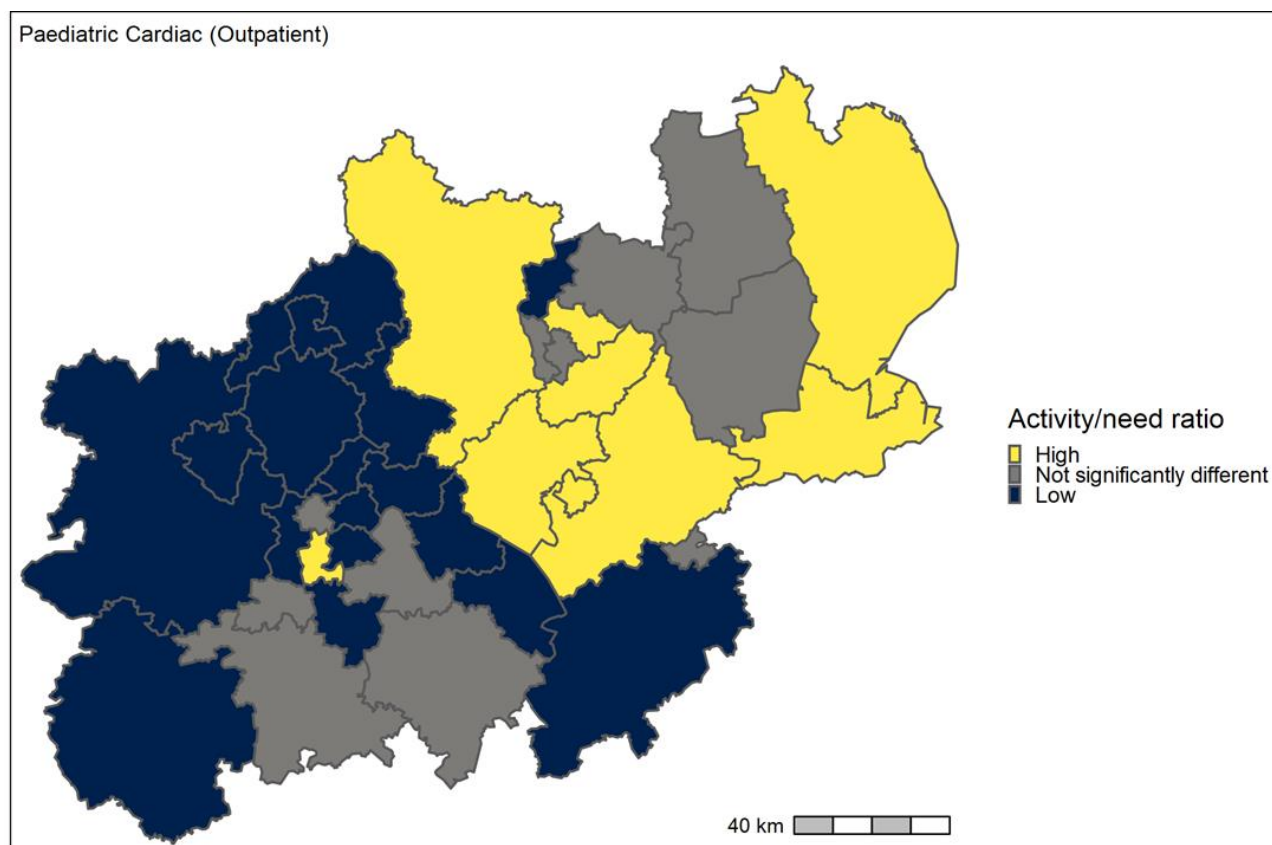 Paediatric Cardiac (Outpatient)
Activity/need ratio
High
Not significantly different
Low
40 km